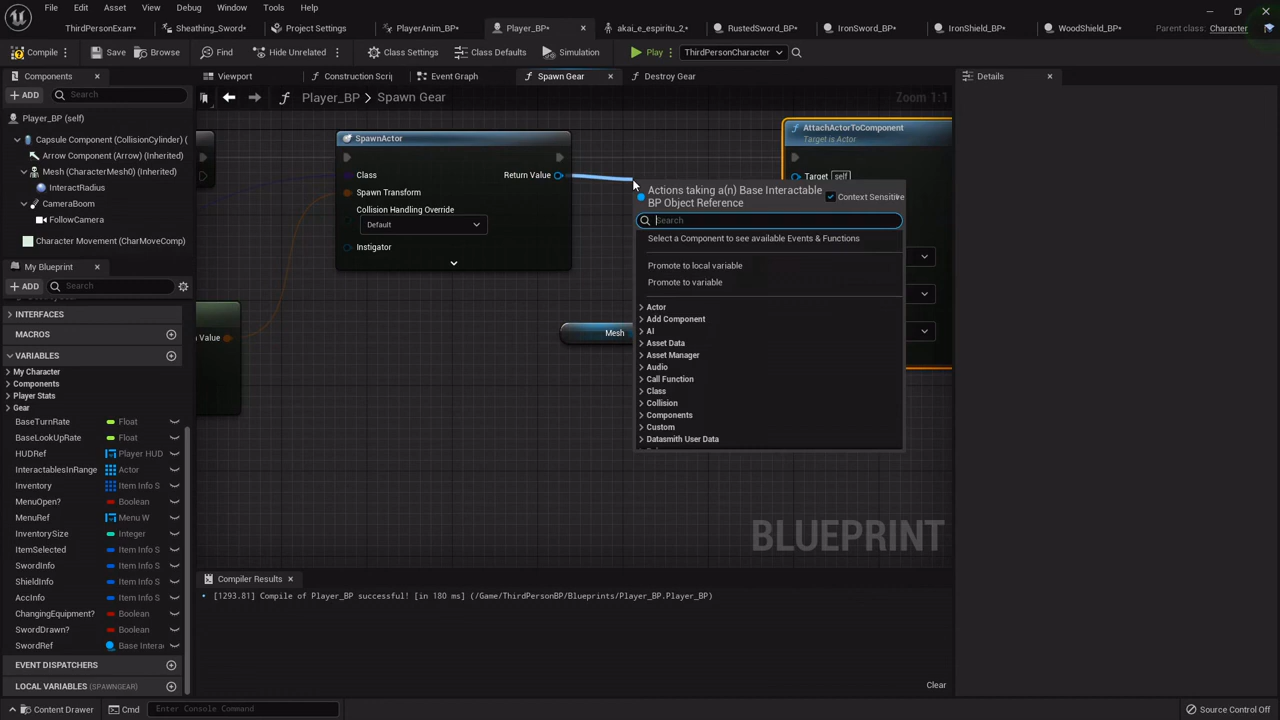 File Edit Asset View Debug Window Tools Help
ThirdPersonExam* Sheathing_Sword* Project Settings PlayerAnim_BP* Player_BP* akai_e_espiritu_2* RustedSword_BP* IronSword_BP* IronShield_BP* WoodShield_BP* Parent class: Character
Compile Save Browse Find Hide Unrelated Class Settings Class Defaults Simulation Play ThirdPersonCharacter
Components Viewport Construction Scrip Event Graph Spawn Gear Destroy Gear Details
ADD Search Player_BP > Spawn Gear Zoom 1:1
Player_BP (self)
Capsule Component (CollisionCylinder) (I
Arrow Component (Arrow) (Inherited)
Mesh (CharacterMesh0) (Inherited)
InteractRadius
CameraBoom
FollowCamera
Character Movement (CharMoveComp)
SpawnActor
Class Return Value
Spawn Transform
Collision Handling Override
Default
Instigator
Value
Mesh
AttachActorToComponent
Target is Actor
Target self
Actions taking a(n) Base Interactable
BP Object Reference
Context Sensitive
Search
Select a Component to see available Events & Functions
Promote to local variable
Promote to variable
Actor
Add Component
AI
Asset Data
Asset Manager
Audio
Call Function
Class
Collision
Components
Custom
Datasmith User Data
BLUEPRINT
My Blueprint
ADD Search
INTERFACES
MACROS
VARIABLES
My Character
Components
Player Stats
Gear
BaseTurnRate Float
BaseLookUpRate Float
HUDRef Player HUD
InteractablesInRange Actor
Inventory Item Info S
MenuOpen? Boolean
MenuRef Menu W
InventorySize Integer
ItemSelected Item Info S
SwordInfo Item Info S
ShieldInfo Item Info S
AccInfo Item Info S
ChangingEquipment? Boolean
SwordDrawn? Boolean
SwordRef Base Intera
EVENT DISPATCHERS
LOCAL VARIABLES (SPAWNGEAR)
Compiler Results
[1293.81] Compile of Player_BP successful! [in 180 ms] (/Game/ThirdPersonBP/Blueprints/Player_BP.Player_BP)
Clear
Content Drawer Cmd Enter Console Command Source Control Off